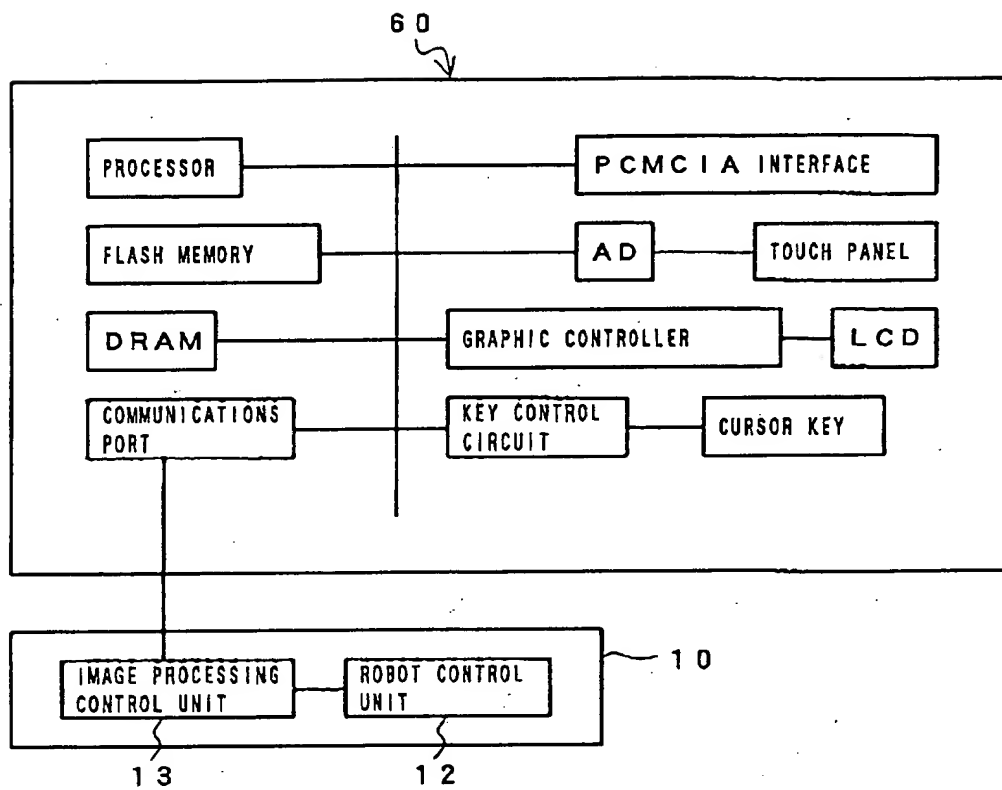 60
PROCESSOR
PCMCIA INTERFACE
FLASH MEMORY
AD
TOUCH PANEL
DRAM
GRAPHIC CONTROLLER
LCD
COMMUNICATIONS
PORT
KEY CONTROL
CIRCUIT
CURSOR KEY
IMAGE PROCESSING
CONTROL UNIT
ROBOT CONTROL
UNIT
10
13
12